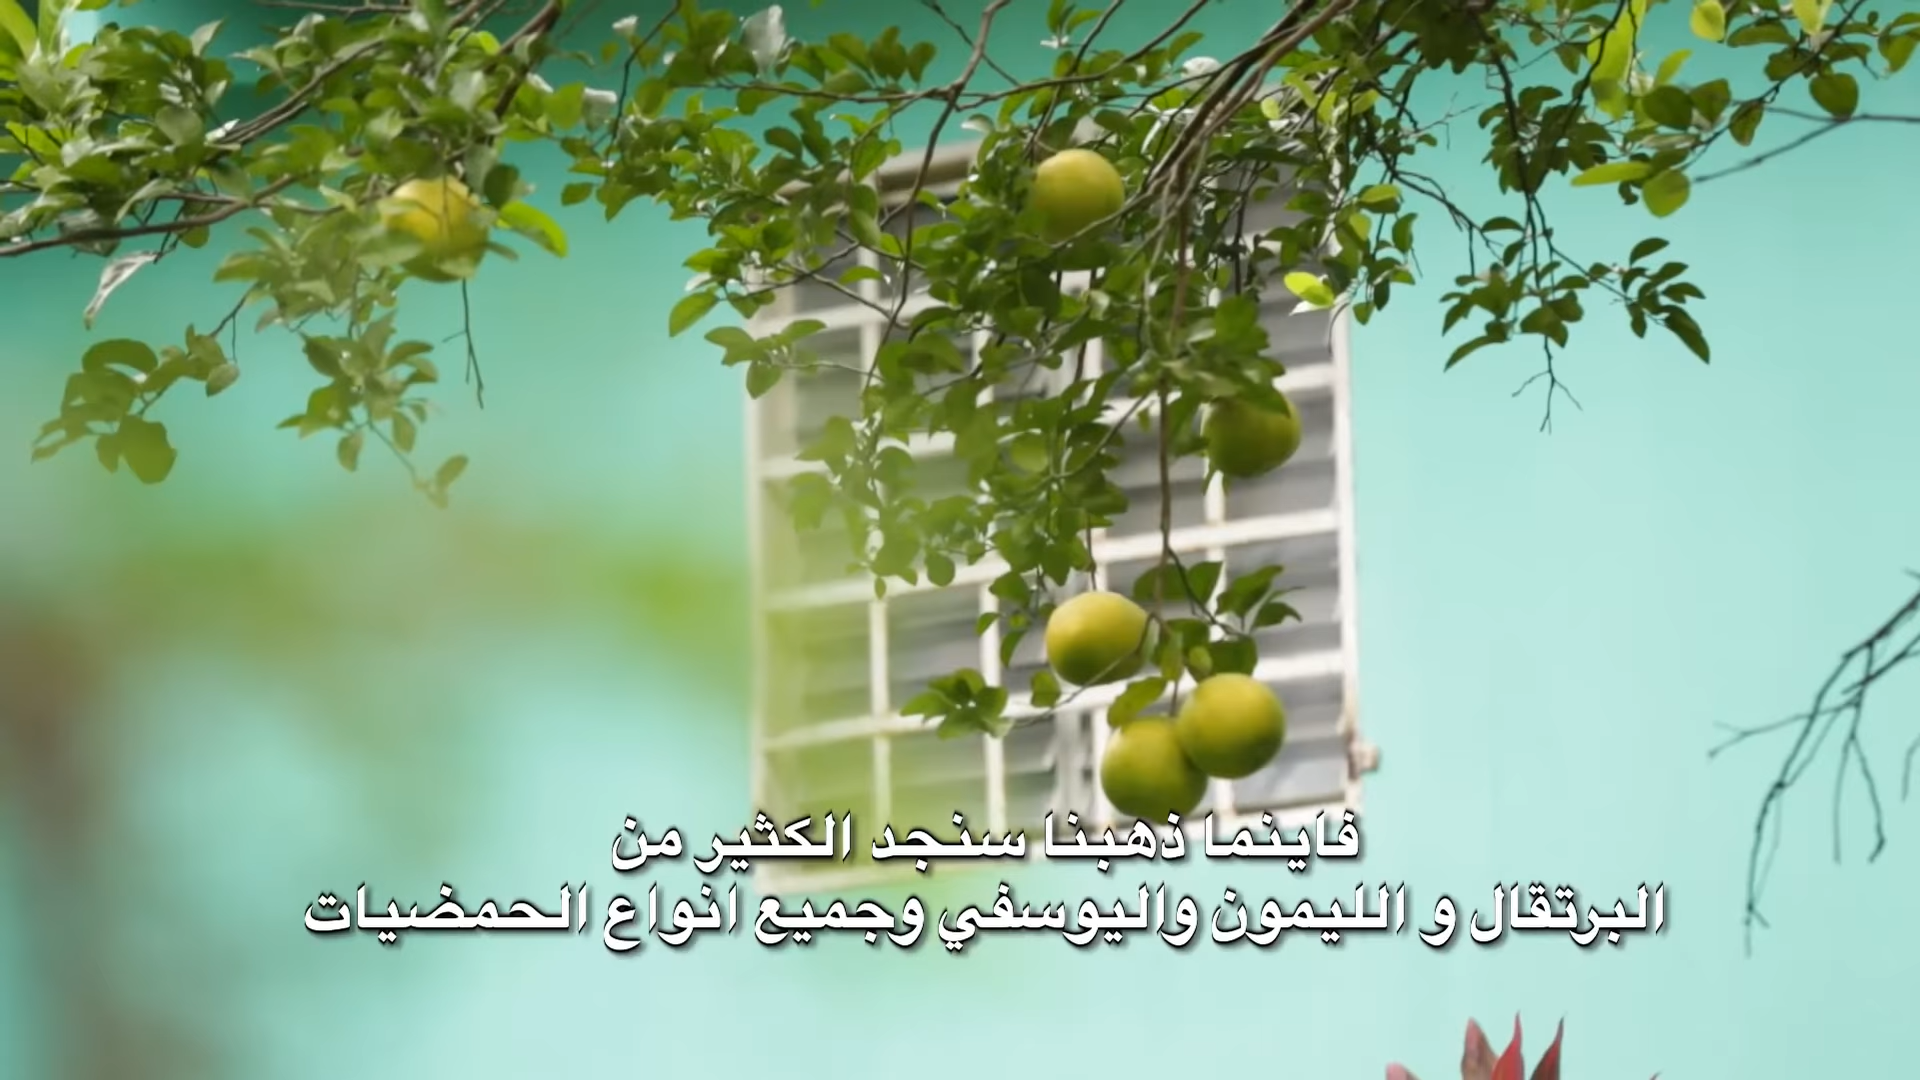 فاينما ذهبنا سنجد الكثير من
البرتقال و الليمون واليوسفي وجميع انواع الحمضيات